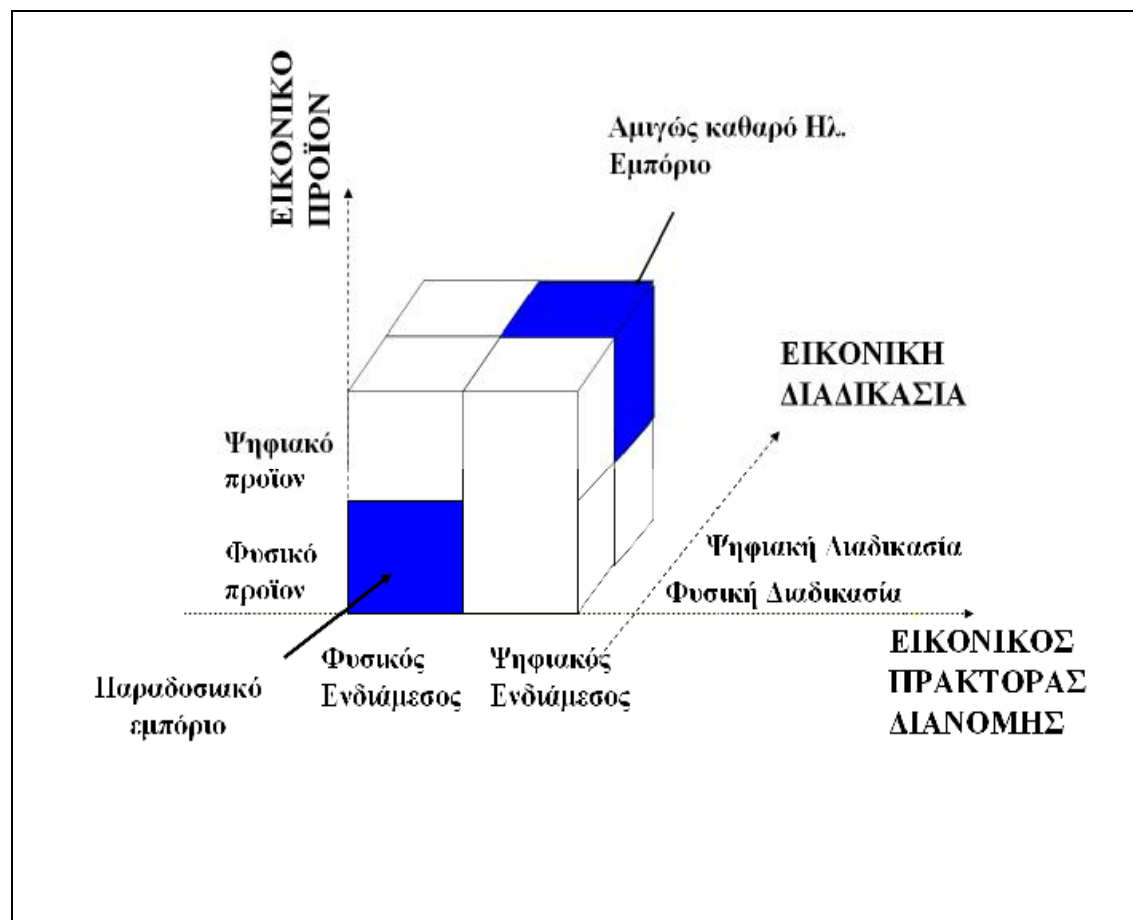 ΕΙΚΟΝΙΚΟ
ΠΡΟΪΟΝ
Αμιγώς καθαρό Ηλ.
Εμπόριο
ΕΙΚΟΝΙΚΗ
ΔΙΑΔΙΚΑΣΙΑ
Ψηφιακό
προϊον
Φυσικό
προϊον
Ψηφιακή Διαδικασία
Φυσική Διαδικασία
Φυσικός
Ενδιάμεσος
Ψηφιακός
Ενδιάμεσος
ΕΙΚΟΝΙΚΟΣ
ΠΡΑΚΤΟΡΑΣ
ΔΙΑΝΟΜΗΣ
Παραδοσιακό
εμπόριο